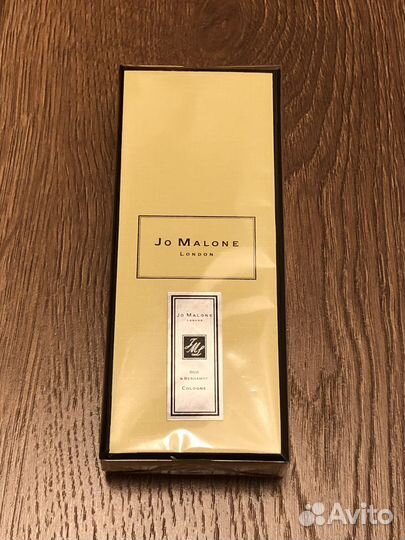 JO MALONE
LONDON
JO MALONE
LONDON
OUD
& BERGAMOT
COLOGNE
Avito